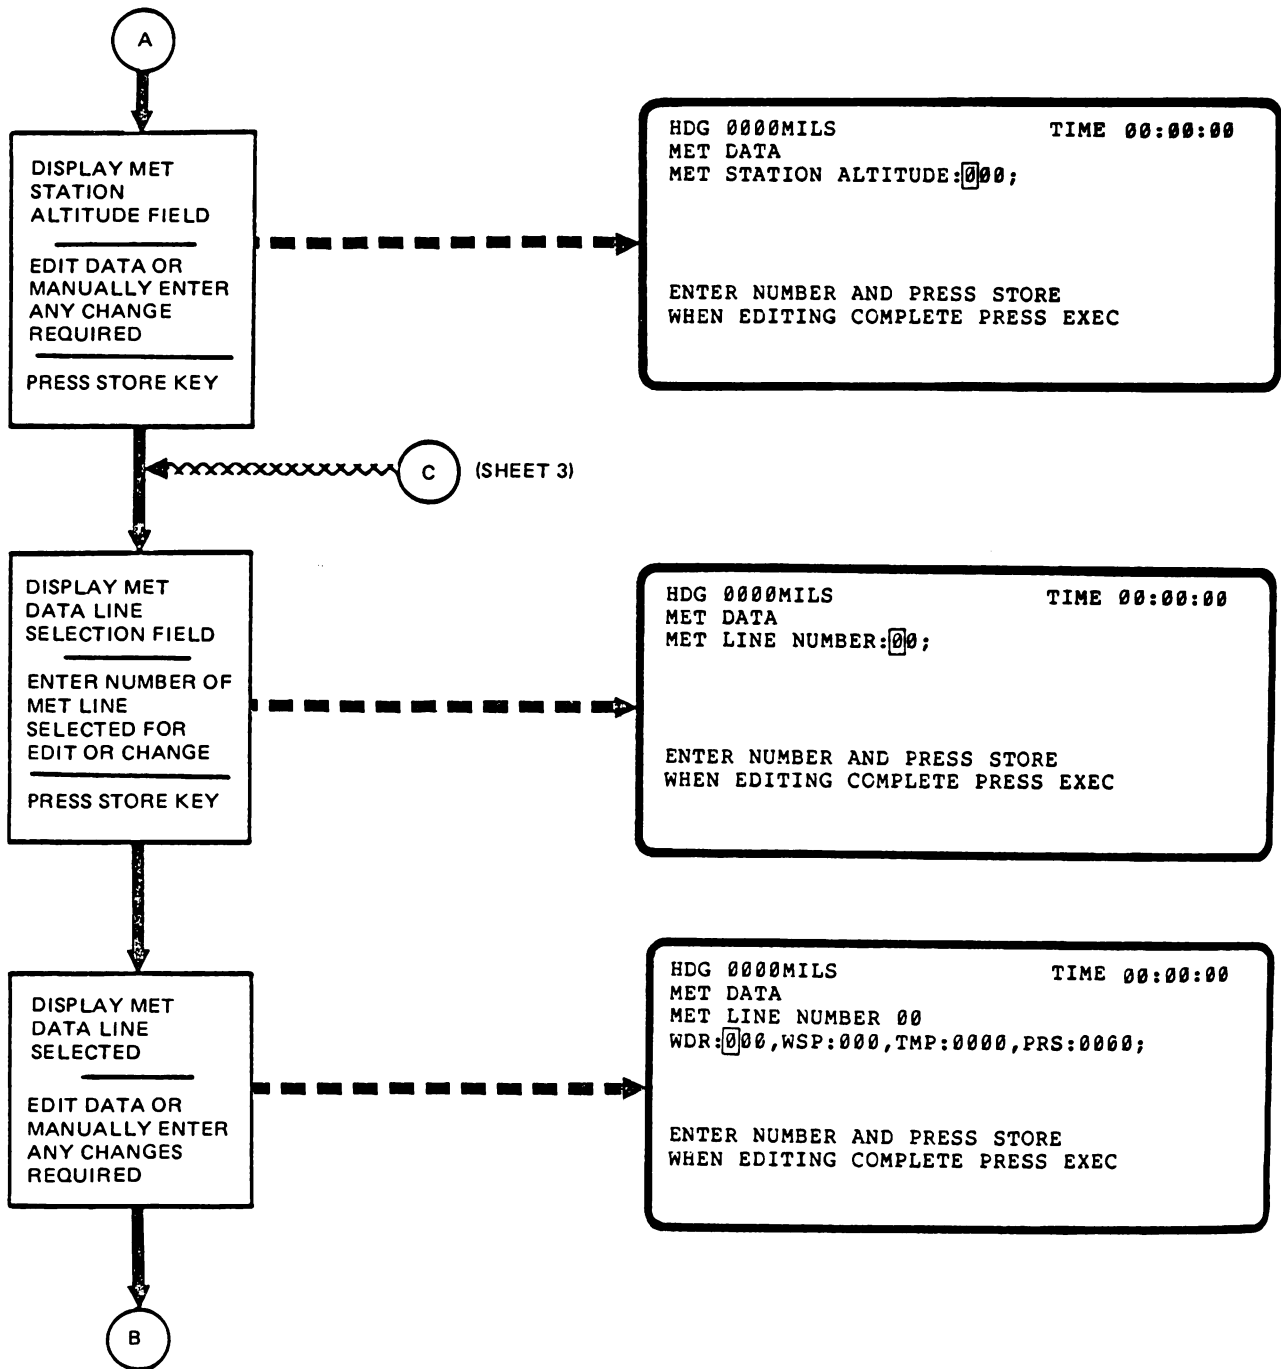 A
DISPLAY MET
STATION
ALTITUDE FIELD
EDIT DATA OR
MANUALLY ENTER
ANY CHANGE
REQUIRED
PRESS STORE KEY
HDG 0000MILS TIME 00:00:00
MET DATA
MET STATION ALTITUDE:000;
ENTER NUMBER AND PRESS STORE
WHEN EDITING COMPLETE PRESS EXEC
C (SHEET 3)
DISPLAY MET
DATA LINE
SELECTION FIELD
ENTER NUMBER OF
MET LINE
SELECTED FOR
EDIT OR CHANGE
PRESS STORE KEY
HDG 0000MILS TIME 00:00:00
MET DATA
MET LINE NUMBER:00;
ENTER NUMBER AND PRESS STORE
WHEN EDITING COMPLETE PRESS EXEC
DISPLAY MET
DATA LINE
SELECTED
EDIT DATA OR
MANUALLY ENTER
ANY CHANGES
REQUIRED
HDG 0000MILS TIME 00:00:00
MET DATA
MET LINE NUMBER 00
WDR:000,WSP:000,TMP:0000,PRS:0060;
ENTER NUMBER AND PRESS STORE
WHEN EDITING COMPLETE PRESS EXEC
B